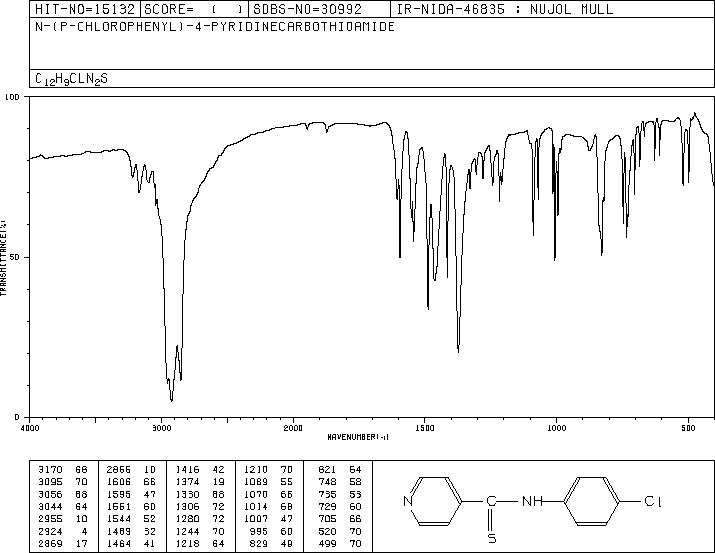 HIT-NO=15132 SCORE= ( ) SDBS-NO=30992 IR-NIDA-46835 : NUJOL MULL
N-(P-CHLOROPHENYL)-4-PYRIDINECARBOTHIOAMIDE
C12H9CLN2S
100
50
0
TRANSMITTANCE(%)
4000 3000 2000 1500 1000 500
WAVENUMBER(-1)
3170 68 2866 10 1416 42 1210 70 821 64
3095 70 1606 66 1374 19 1089 55 748 58
3056 68 1595 47 1330 68 1070 66 735 53
3044 64 1551 60 1306 72 1014 68 729 60
2955 10 1544 52 1280 72 1007 47 705 66
2924 4 1489 32 1244 70 995 60 520 70
2869 17 1464 41 1218 64 829 49 499 70
N C NH Cl
S